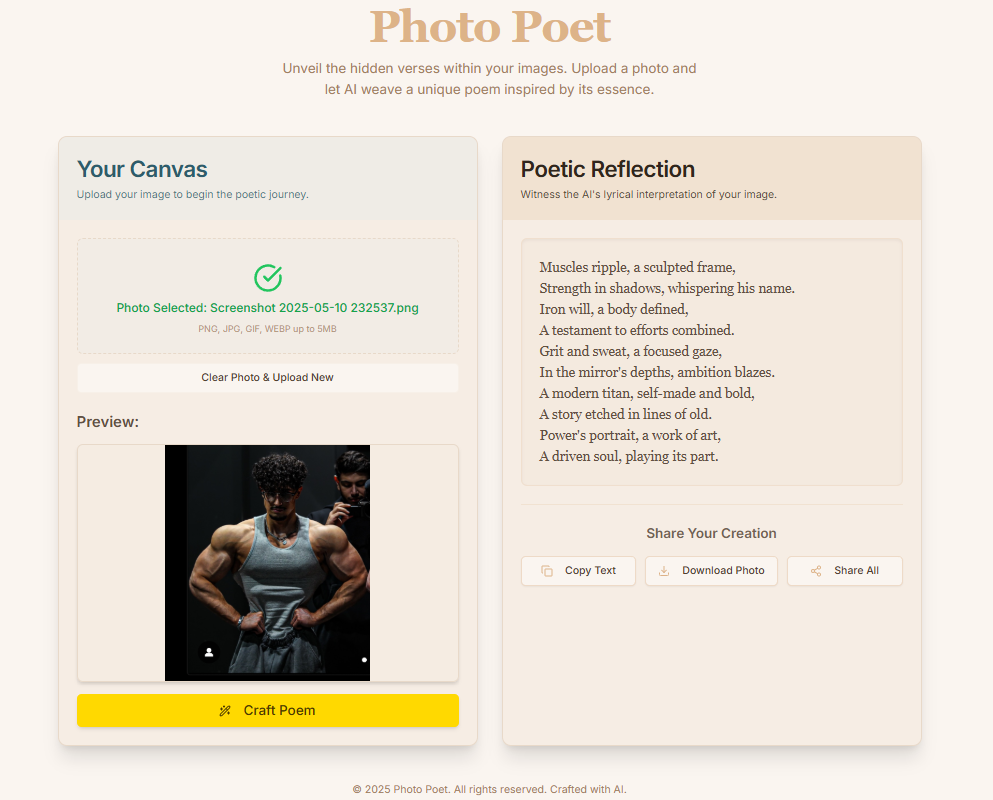 Photo Poet
Unveil the hidden verses within your images. Upload a photo and
let AI weave a unique poem inspired by its essence.
Your Canvas
Upload your image to begin the poetic journey.
Photo Selected: Screenshot 2025-05-10 232537.png
PNG, JPG, GIF, WEBP up to 5MB
Clear Photo & Upload New
Preview:
Craft Poem
Poetic Reflection
Witness the AI's lyrical interpretation of your image.
Muscles ripple, a sculpted frame,
Strength in shadows, whispering his name.
Iron will, a body defined,
A testament to efforts combined.
Grit and sweat, a focused gaze,
In the mirror's depths, ambition blazes.
A modern titan, self-made and bold,
A story etched in lines of old.
Power's portrait, a work of art,
A driven soul, playing its part.
Share Your Creation
Copy Text
Download Photo
Share All
© 2025 Photo Poet. All rights reserved. Crafted with AI.